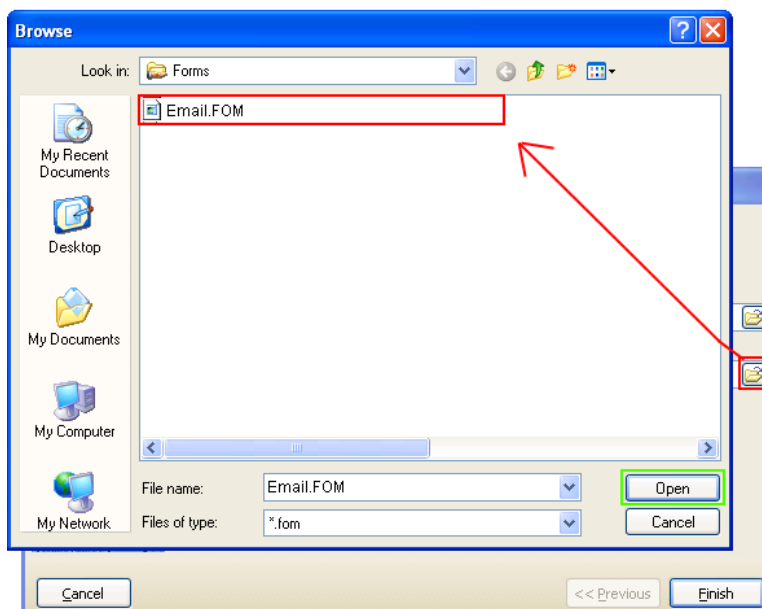 Browse
Look in: Forms
Email.FOM
My Recent
Documents
Desktop
My Documents
My Computer
My Network
File name: Email.FOM Open
Files of type: *.fom Cancel
Cancel << Previous Finish